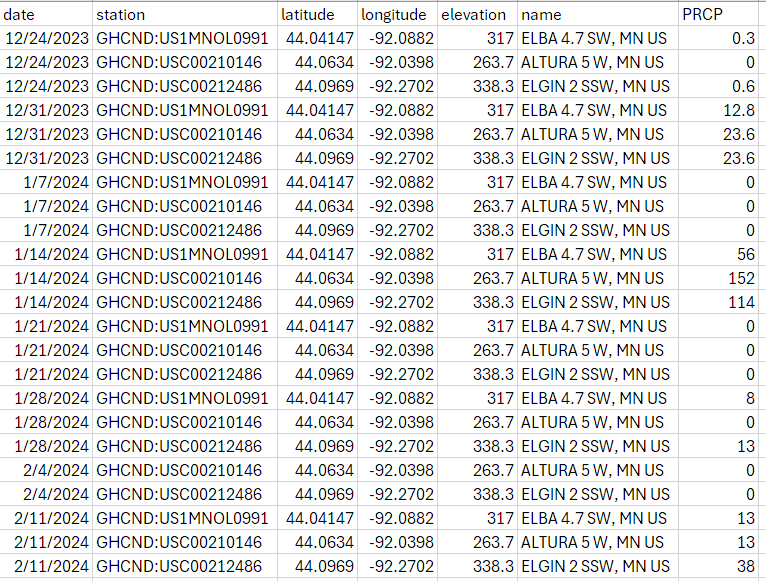 date station latitude longitude elevation name PRCP
12/24/2023 GHCND:US1MNOL0991 44.04147 -92.0882 317 ELBA 4.7 SW, MN US 0.3
12/24/2023 GHCND:USC00210146 44.0634 -92.0398 263.7 ALTURA 5 W, MN US 0
12/24/2023 GHCND:USC00212486 44.0969 -92.2702 338.3 ELGIN 2 SSW, MN US 0.6
12/31/2023 GHCND:US1MNOL0991 44.04147 -92.0882 317 ELBA 4.7 SW, MN US 12.8
12/31/2023 GHCND:USC00210146 44.0634 -92.0398 263.7 ALTURA 5 W, MN US 23.6
12/31/2023 GHCND:USC00212486 44.0969 -92.2702 338.3 ELGIN 2 SSW, MN US 23.6
1/7/2024 GHCND:US1MNOL0991 44.04147 -92.0882 317 ELBA 4.7 SW, MN US 0
1/7/2024 GHCND:USC00210146 44.0634 -92.0398 263.7 ALTURA 5 W, MN US 0
1/7/2024 GHCND:USC00212486 44.0969 -92.2702 338.3 ELGIN 2 SSW, MN US 0
1/14/2024 GHCND:US1MNOL0991 44.04147 -92.0882 317 ELBA 4.7 SW, MN US 56
1/14/2024 GHCND:USC00210146 44.0634 -92.0398 263.7 ALTURA 5 W, MN US 152
1/14/2024 GHCND:USC00212486 44.0969 -92.2702 338.3 ELGIN 2 SSW, MN US 114
1/21/2024 GHCND:US1MNOL0991 44.04147 -92.0882 317 ELBA 4.7 SW, MN US 0
1/21/2024 GHCND:USC00210146 44.0634 -92.0398 263.7 ALTURA 5 W, MN US 0
1/21/2024 GHCND:USC00212486 44.0969 -92.2702 338.3 ELGIN 2 SSW, MN US 0
1/28/2024 GHCND:US1MNOL0991 44.04147 -92.0882 317 ELBA 4.7 SW, MN US 8
1/28/2024 GHCND:USC00210146 44.0634 -92.0398 263.7 ALTURA 5 W, MN US 0
1/28/2024 GHCND:USC00212486 44.0969 -92.2702 338.3 ELGIN 2 SSW, MN US 13
2/4/2024 GHCND:USC00210146 44.0634 -92.0398 263.7 ALTURA 5 W, MN US 0
2/4/2024 GHCND:USC00212486 44.0969 -92.2702 338.3 ELGIN 2 SSW, MN US 0
2/11/2024 GHCND:US1MNOL0991 44.04147 -92.0882 317 ELBA 4.7 SW, MN US 13
2/11/2024 GHCND:USC00210146 44.0634 -92.0398 263.7 ALTURA 5 W, MN US 13
2/11/2024 GHCND:USC00212486 44.0969 -92.2702 338.3 ELGIN 2 SSW, MN US 38